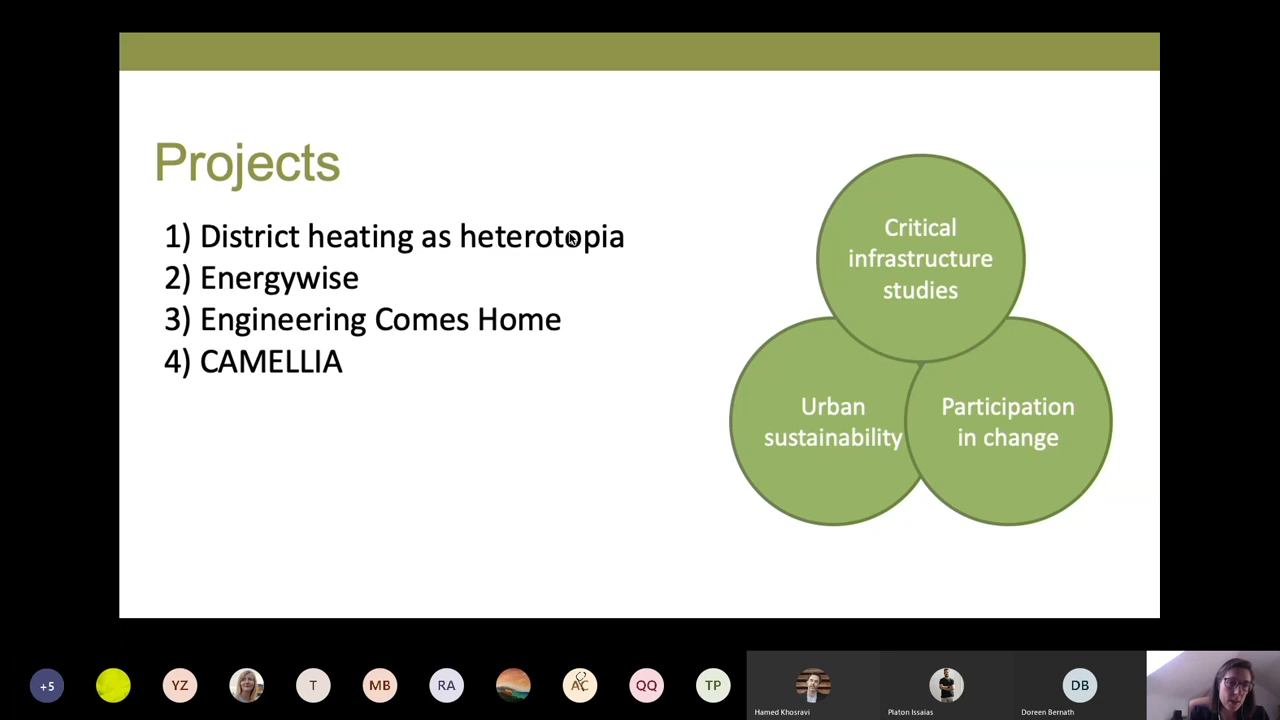 Projects
1) District heating as heterotopia
2) Energywise
3) Engineering Comes Home
4) CAMELLIA
Critical
infrastructure
studies
Urban
sustainability
Participation
in change
+5
YZ
T
MB
RA
AC
QQ
TP
DB
Hamed Khosravi
Platon Issaias
Doreen Bernath